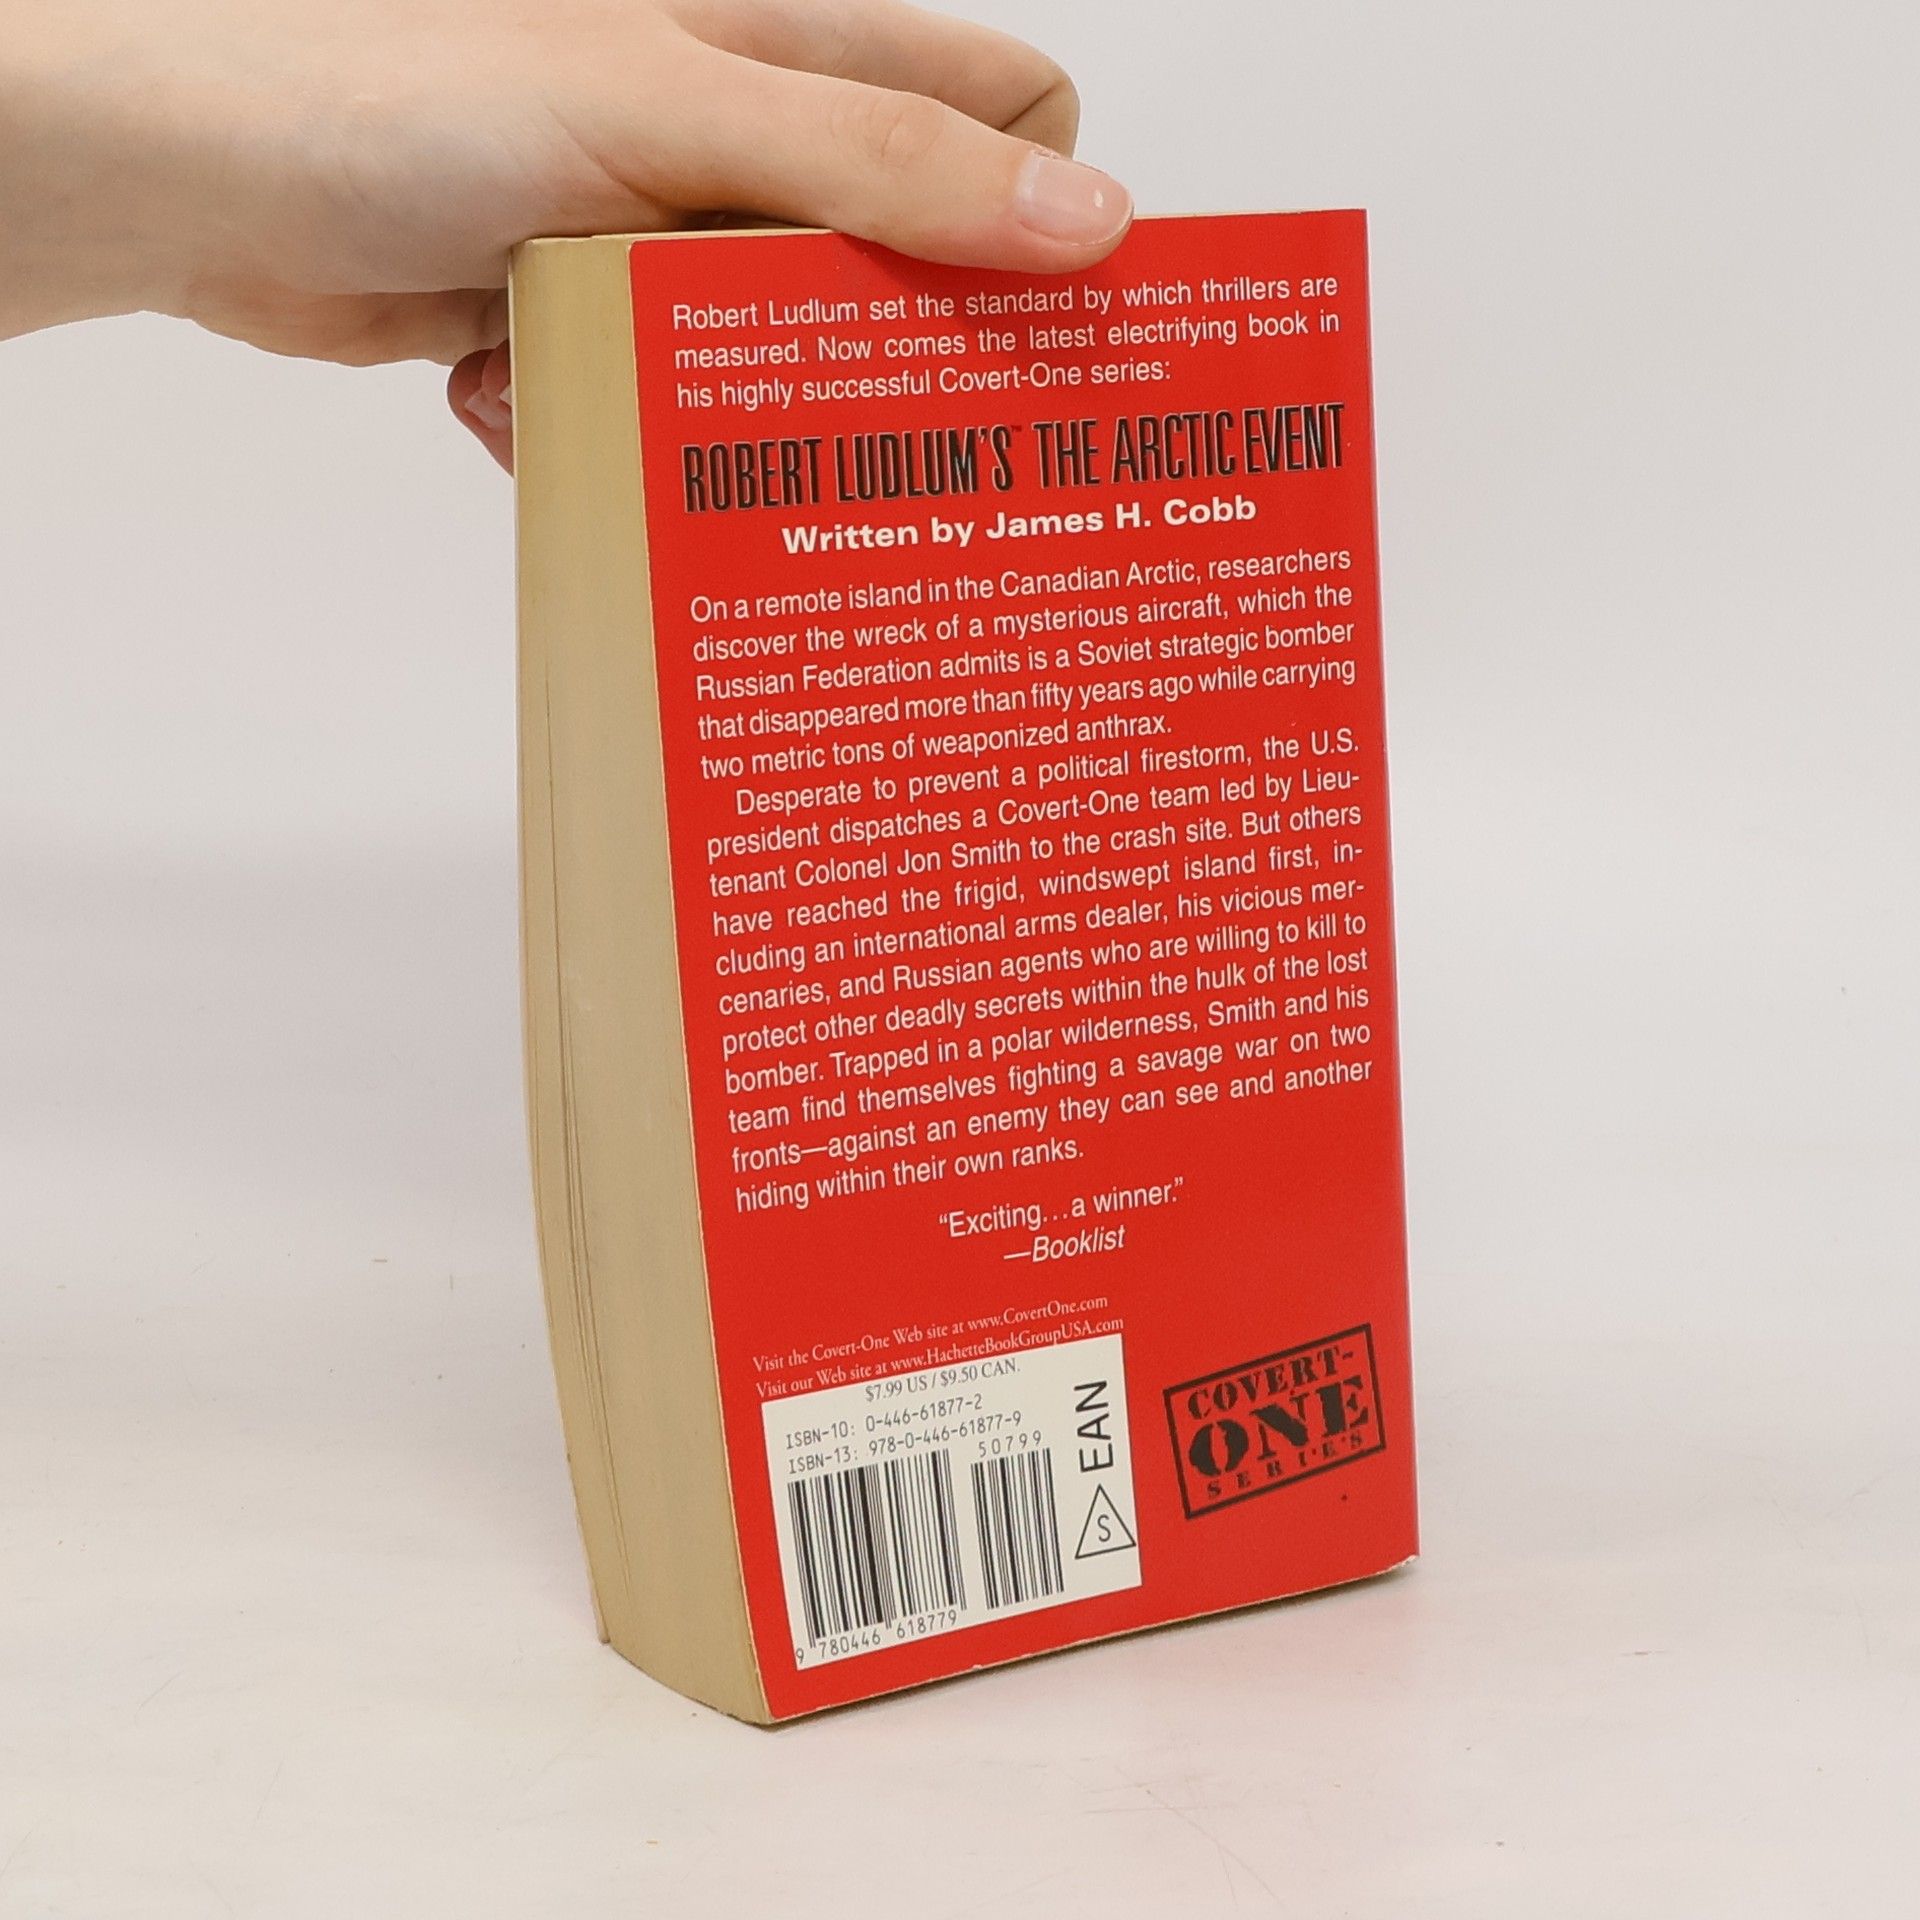 Robert Ludlum set the standard by which thrillers are
measured. Now comes the latest electrifying book in
his highly successful Covert-One series:
ROBERT LUDLUM'S™ THE ARCTIC EVENT
Written by James H. Cobb
On a remote island in the Canadian Arctic, researchers
discover the wreck of a mysterious aircraft, which the
Russian Federation admits is a Soviet strategic bomber
that disappeared more than fifty years ago while carrying
two metric tons of weaponized anthrax.
Desperate to prevent a political firestorm, the U.S.
president dispatches a Covert-One team led by Lieu-
tenant Colonel Jon Smith to the crash site. But others
have reached the frigid, windswept island first, in-
cluding an international arms dealer, his vicious mer-
cenaries, and Russian agents who are willing to kill to
protect other deadly secrets within the hulk of the lost
bomber. Trapped in a polar wilderness, Smith and his
team find themselves fighting a savage war on two
fronts—against an enemy they can see and another
hiding within their own ranks.
“Exciting...a winner.”
—Booklist
Visit the Covert-One Web site at www.CovertOne.com
Visit our Web site at www.HachetteBookGroupUSA.com
$7.99 US / $9.50 CAN.
ISBN-10: 0-446-61877-2
ISBN-13: 978-0-446-61877-9
50799
EAN
S
9 780446 618779
COVERT-
ONE
SERIES